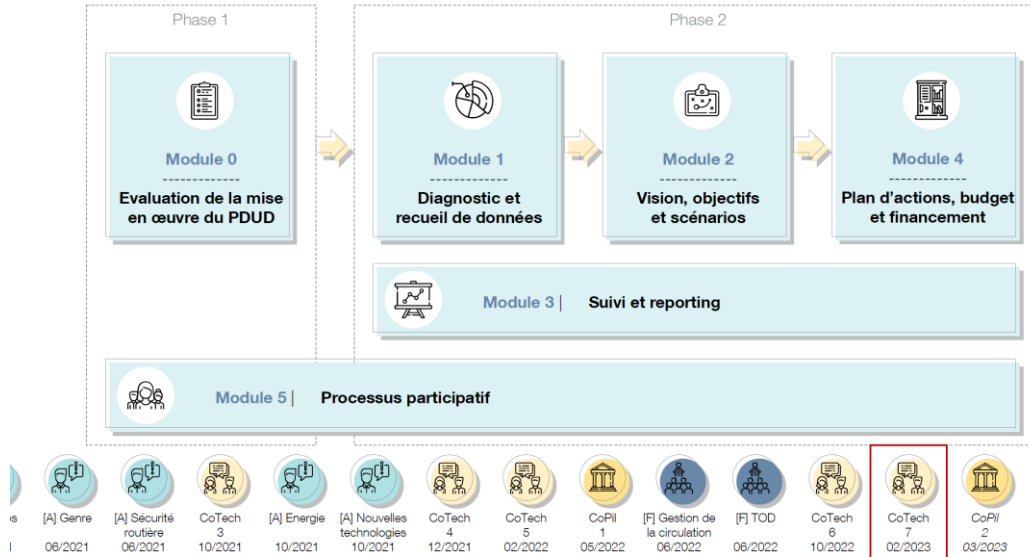 Phase 1
Phase 2
Module 0
Evaluation de la mise
en œuvre du PDUD
Module 1
Diagnostic et
recueil de données
Module 2
Vision, objectifs
et scénarios
Module 4
Plan d'actions, budget
et financement
Module 3 | Suivi et reporting
Module 5 | Processus participatif
[A] Genre
06/2021
[A] Sécurité
routière
06/2021
CoTech
3
10/2021
[A] Energie
10/2021
[A] Nouvelles
technologies
10/2021
CoTech
4
12/2021
CoTech
5
02/2022
CoPil
1
05/2022
[F] Gestion de
la circulation
06/2022
[F] TOD
06/2022
CoTech
6
10/2022
CoTech
7
02/2023
CoPil
2
03/2023